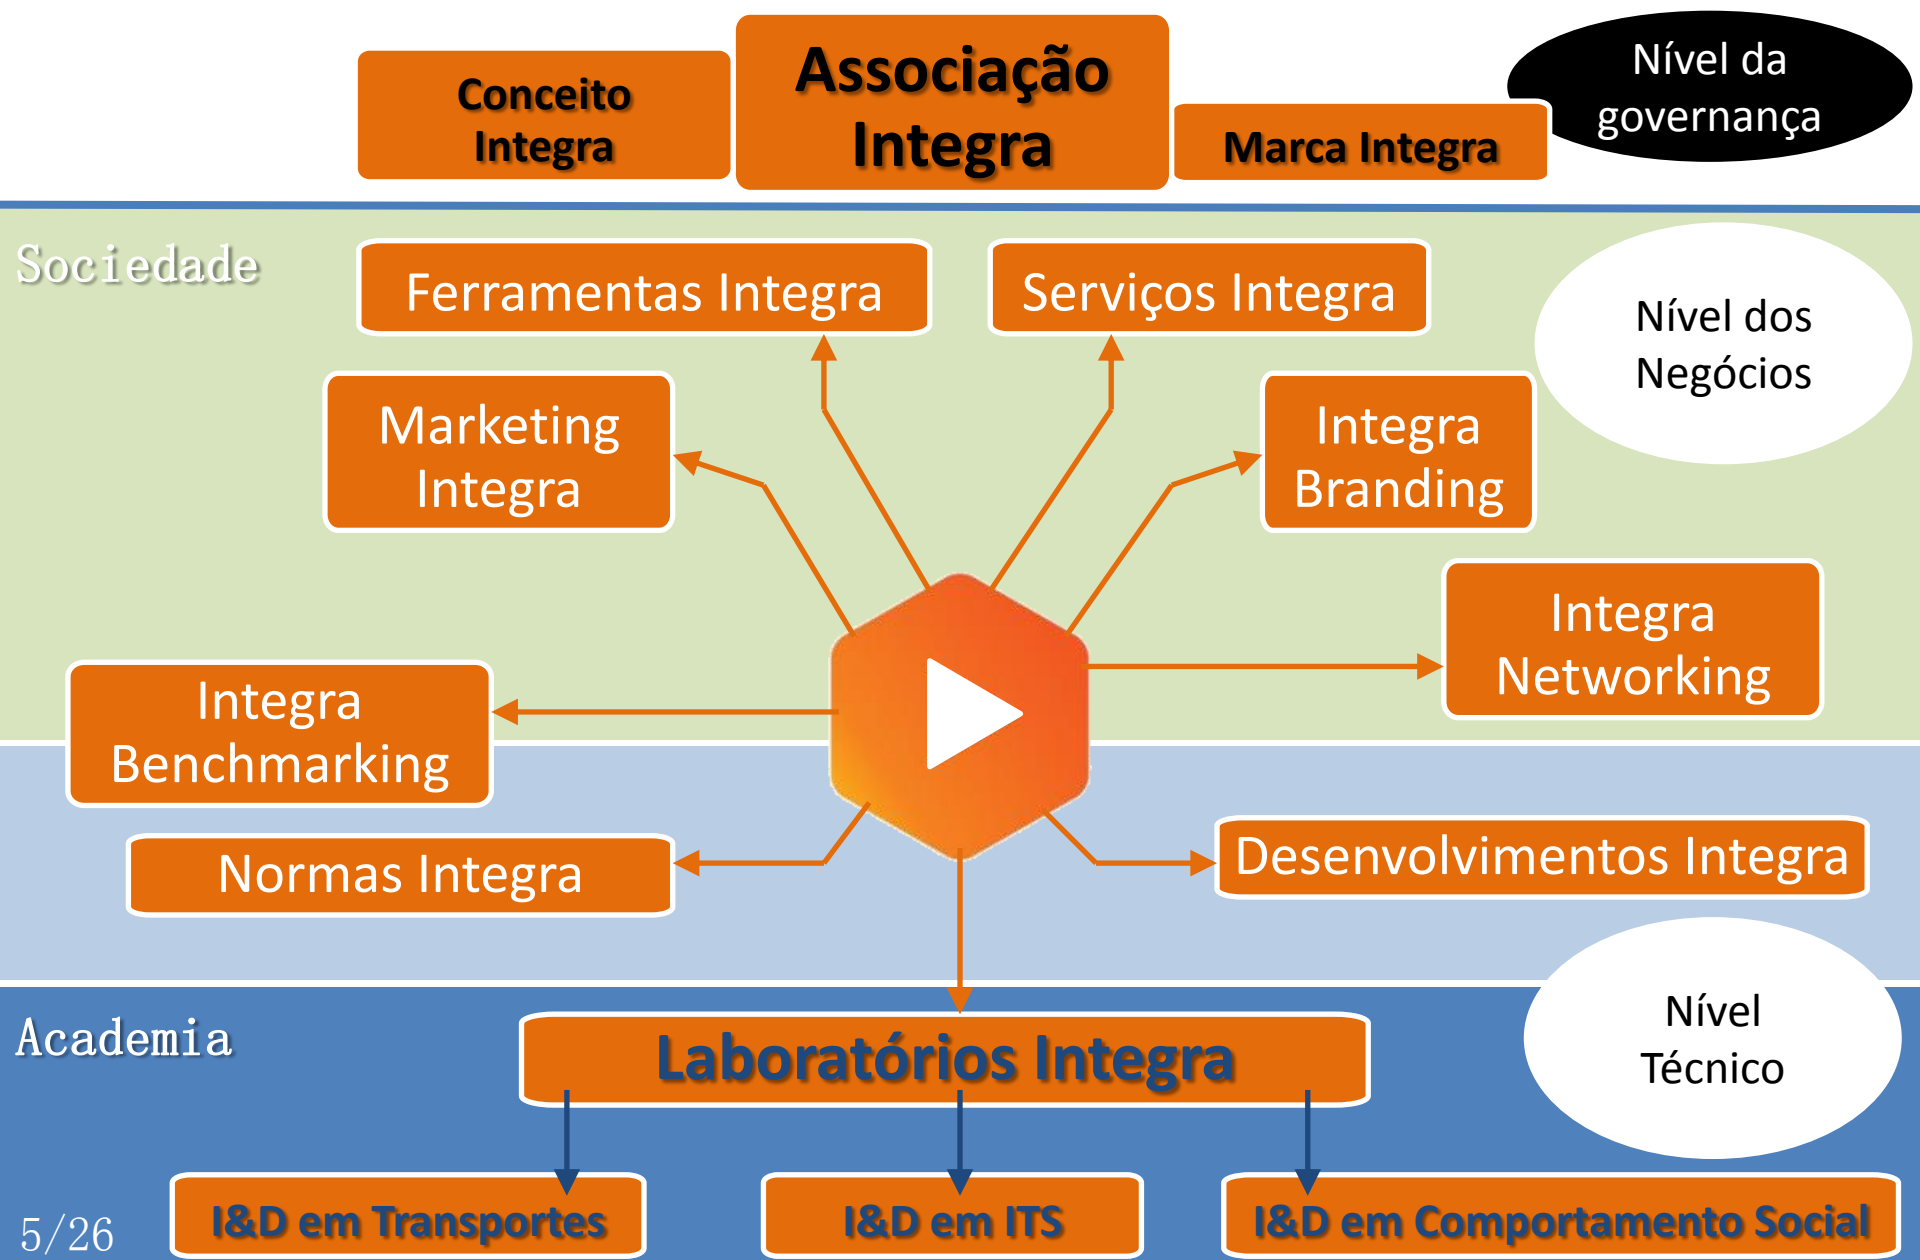 Conceito
Integra
Associação
Integra
Marca Integra
Nível da
governança
Sociedade
Ferramentas Integra
Serviços Integra
Nível dos
Negócios
Marketing
Integra
Integra
Branding
Integra
Networking
Integra
Benchmarking
Normas Integra
Desenvolvimentos Integra
Academia
Laboratórios Integra
Nível
Técnico
I&D em Transportes
I&D em ITS
I&D em Comportamento Social
5/26